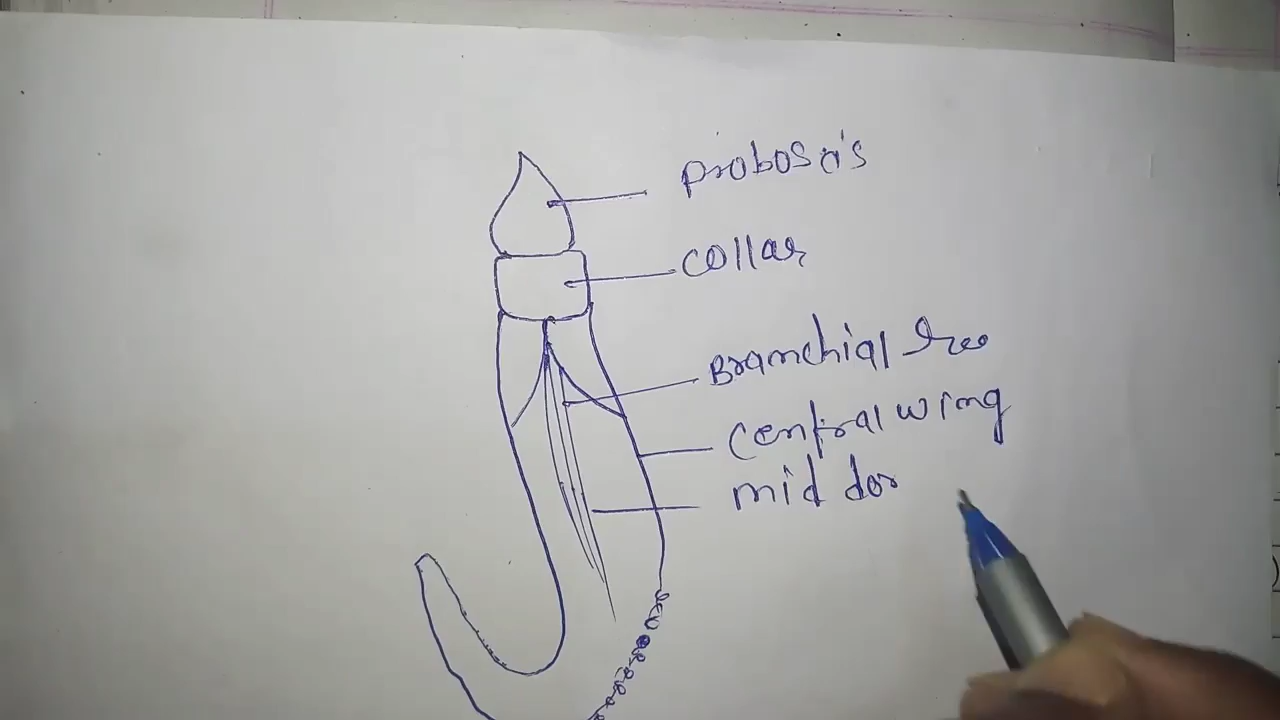 Proboscis
collar
Branchial tree
central wing
mid dor